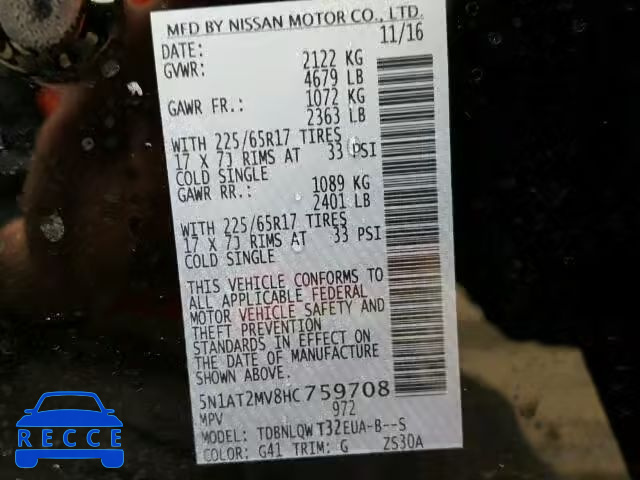 MFD BY NISSAN MOTOR CO., LTD.
DATE: 11/16
GVWR: 2122 KG
4679 LB
GAWR FR.: 1072 KG
2363 LB
WITH 225/65R17 TIRES
17 X 7J RIMS AT 33 PSI
COLD SINGLE
GAWR RR.: 1089 KG
2401 LB
WITH 225/65R17 TIRES
17 X 7J RIMS AT 33 PSI
COLD SINGLE
THIS VEHICLE CONFORMS TO
ALL APPLICABLE FEDERAL
MOTOR VEHICLE SAFETY AND
THEFT PREVENTION
STANDARDS IN EFFECT ON
THE DATE OF MANUFACTURE
SHOWN ABOVE.
5N1AT2MV8HC759708
MPV 972
MODEL: TDBNLQWT32EUA-B--S
COLOR: G41 TRIM: G ZS30A
BidFax